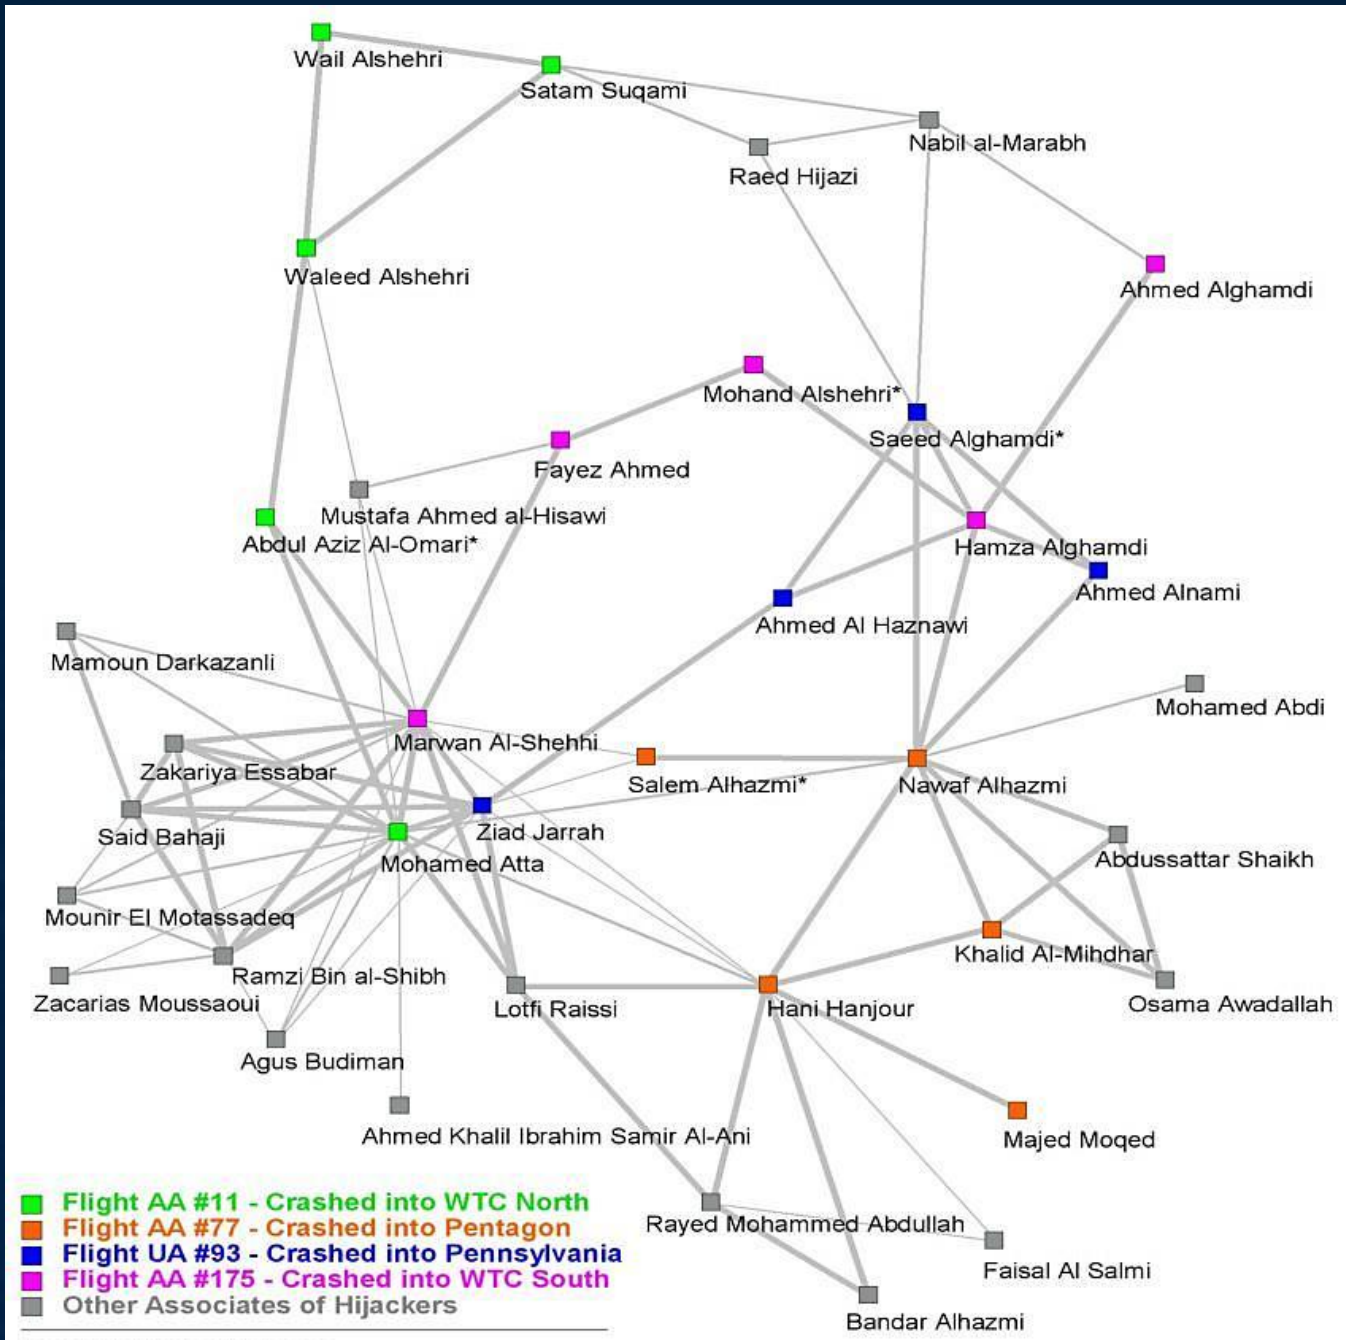 Wail Alshehri
Satam Suqami
Nabil al-Marabh
Raed Hijazi
Waleed Alshehri
Ahmed Alghamdi
Mohand Alshehri*
Saeed Alghamdi*
Fayez Ahmed
Mustafa Ahmed al-Hisawi
Abdul Aziz Al-Omari*
Hamza Alghamdi
Ahmed Alnami
Ahmed Al Haznawi
Mamoun Darkazanli
Mohamed Abdi
Marwan Al-Shehhi
Zakariya Essabar
Salem Alhazmi*
Nawaf Alhazmi
Said Bahaji
Ziad Jarrah
Mohamed Atta
Abdussattar Shaikh
Mounir El Motassadeq
Khalid Al-Mihdhar
Ramzi Bin al-Shibh
Zacarias Moussaoui
Lotfi Raissi
Hani Hanjour
Osama Awadallah
Agus Budiman
Ahmed Khalil Ibrahim Samir Al-Ani
Majed Moqed
Rayed Mohammed Abdullah
Faisal Al Salmi
Bandar Alhazmi
Flight AA #11 - Crashed into WTC North
Flight AA #77 - Crashed into Pentagon
Flight UA #93 - Crashed into Pennsylvania
Flight AA #175 - Crashed into WTC South
Other Associates of Hijackers